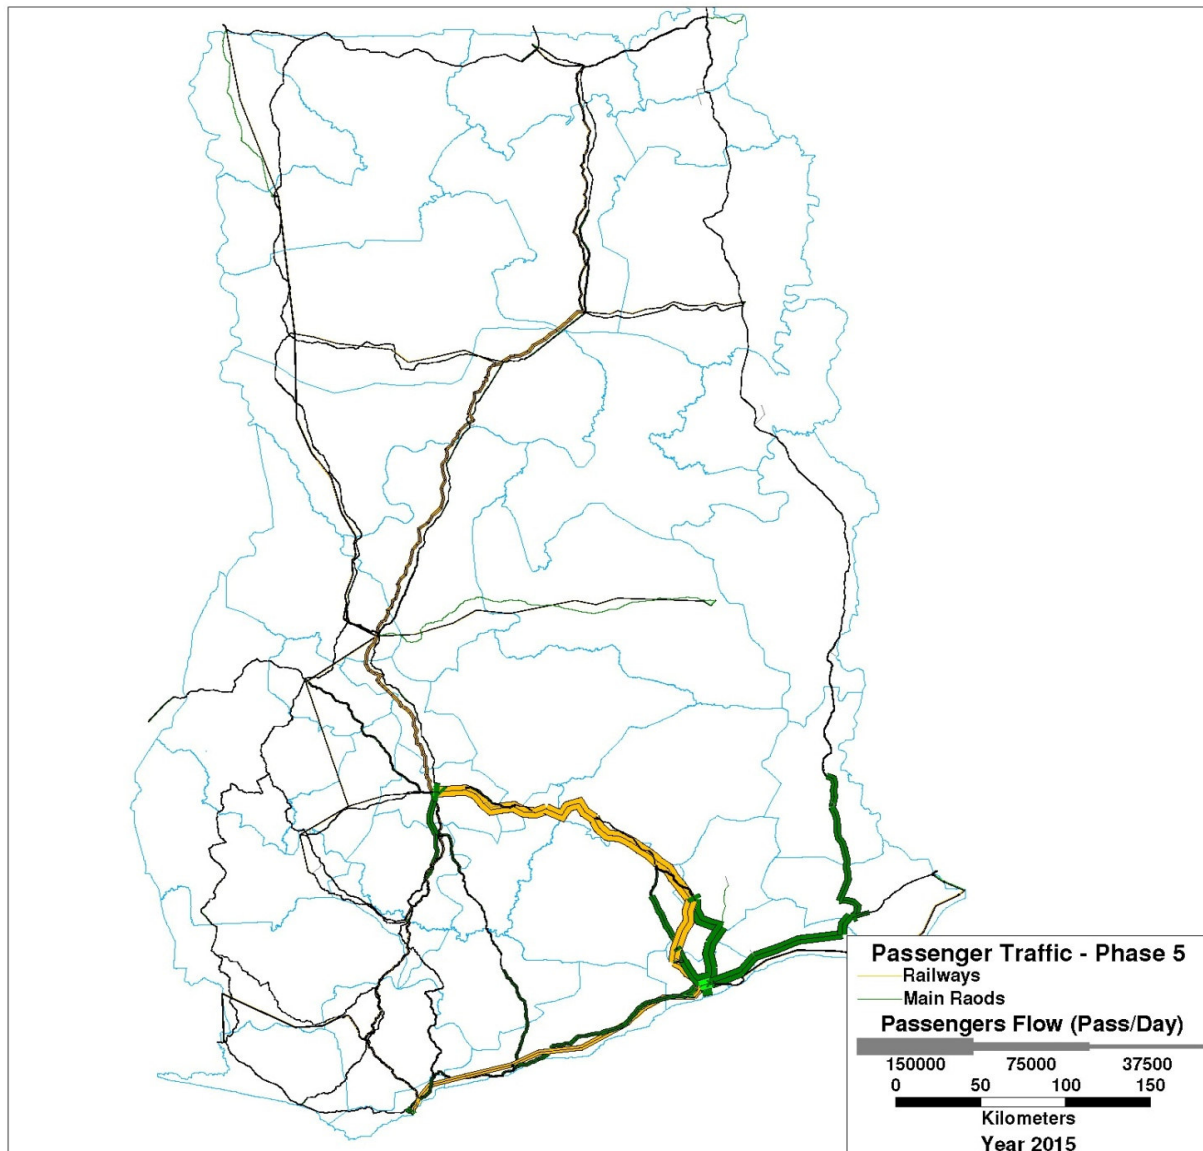 Passenger Traffic - Phase 5
Railways
Main Raods
Passengers Flow (Pass/Day)
150000 75000 37500
0 50 100 150
Kilometers
Year 2015